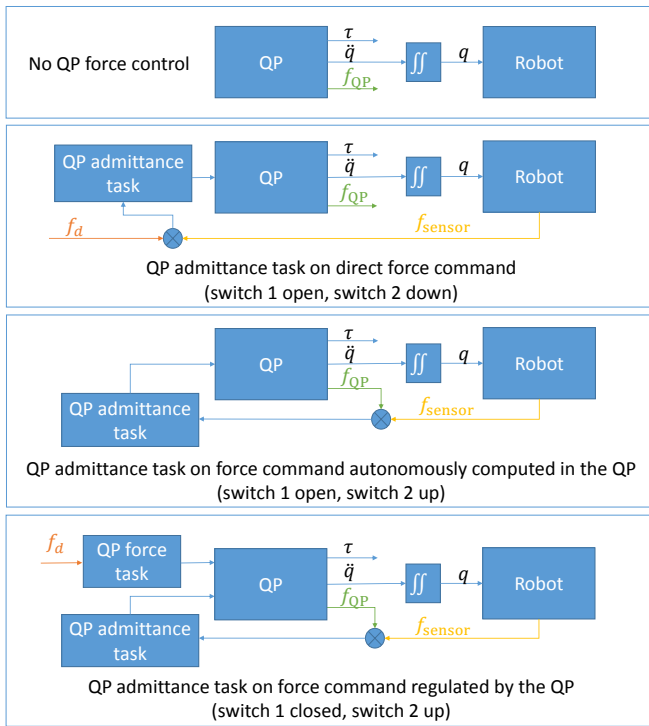 No QP force control
QP
τ
q̈
f_QP
∬
q
Robot
QP admittance
task
QP
τ
q̈
f_QP
∬
q
Robot
f_d
f_sensor
QP admittance task on direct force command
(switch 1 open, switch 2 down)
QP admittance
task
QP
τ
q̈
f_QP
∬
q
Robot
f_sensor
QP admittance task on force command autonomously computed in the QP
(switch 1 open, switch 2 up)
f_d
QP force
task
QP admittance
task
QP
τ
q̈
f_QP
∬
q
Robot
f_sensor
QP admittance task on force command regulated by the QP
(switch 1 closed, switch 2 up)